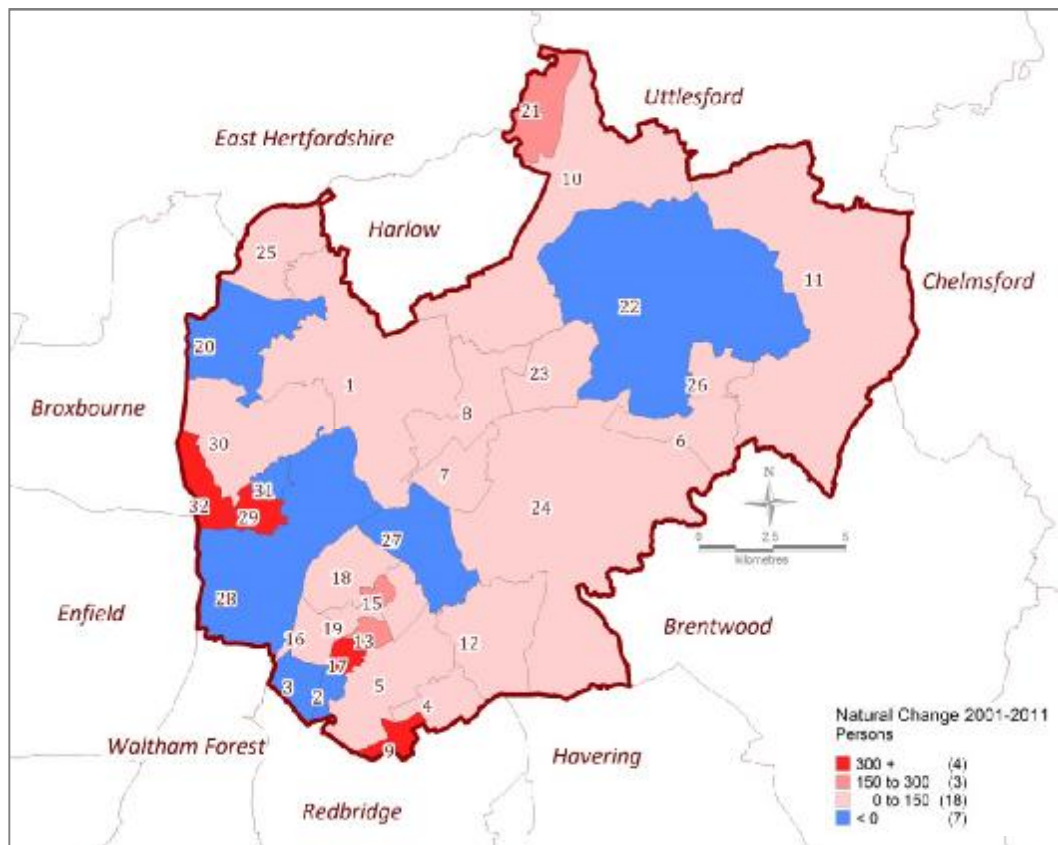 Uttlesford
21
East Hertfordshire
10
Harlow
25
11
Chelmsford
22
20
23
1
26
Broxbourne
8
30
6
7
N
31
32
29
24
0 2.5 5
kilometres
27
18
28
15
Enfield
19
16
13
12
Brentwood
17
3
2
5
4
Waltham Forest
9
Havering
Redbridge
Natural Change 2001-2011
Persons
300 + (4)
150 to 300 (3)
0 to 150 (18)
< 0 (7)